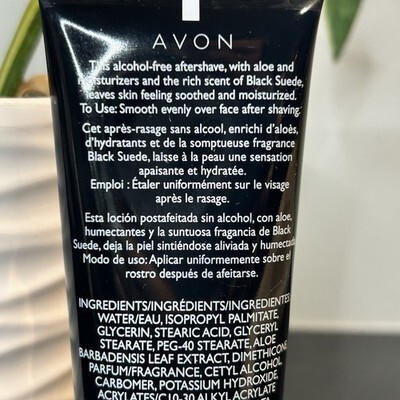 AVON
This alcohol-free aftershave, with aloe and
moisturizers and the rich scent of Black Suede,
leaves skin feeling soothed and moisturized.
To Use: Smooth evenly over face after shaving.
Cet après-rasage sans alcool, enrichi d'aloès,
d'hydratants et de la somptueuse fragrance
Black Suede, laisse à la peau une sensation
apaisante et hydratée.
Emploi : Étaler uniformément sur le visage
après le rasage.
Esta loción postafeitada sin alcohol, con aloe,
humectantes y la suntuosa fragancia de Black
Suede, deja la piel sintiéndose aliviada y humectada.
Modo de uso: Aplicar uniformemente sobre el
rostro después de afeitarse.
INGREDIENTS/INGRÉDIENTS/INGREDIENTES:
WATER/EAU, ISOPROPYL PALMITATE,
GLYCERIN, STEARIC ACID, GLYCERYL
STEARATE, PEG-40 STEARATE, ALOE
BARBADENSIS LEAF EXTRACT, DIMETHICONE,
PARFUM/FRAGRANCE, CETYL ALCOHOL,
CARBOMER, POTASSIUM HYDROXIDE,
ACRYLATES/C10-30 ALKYL ACRYLATE